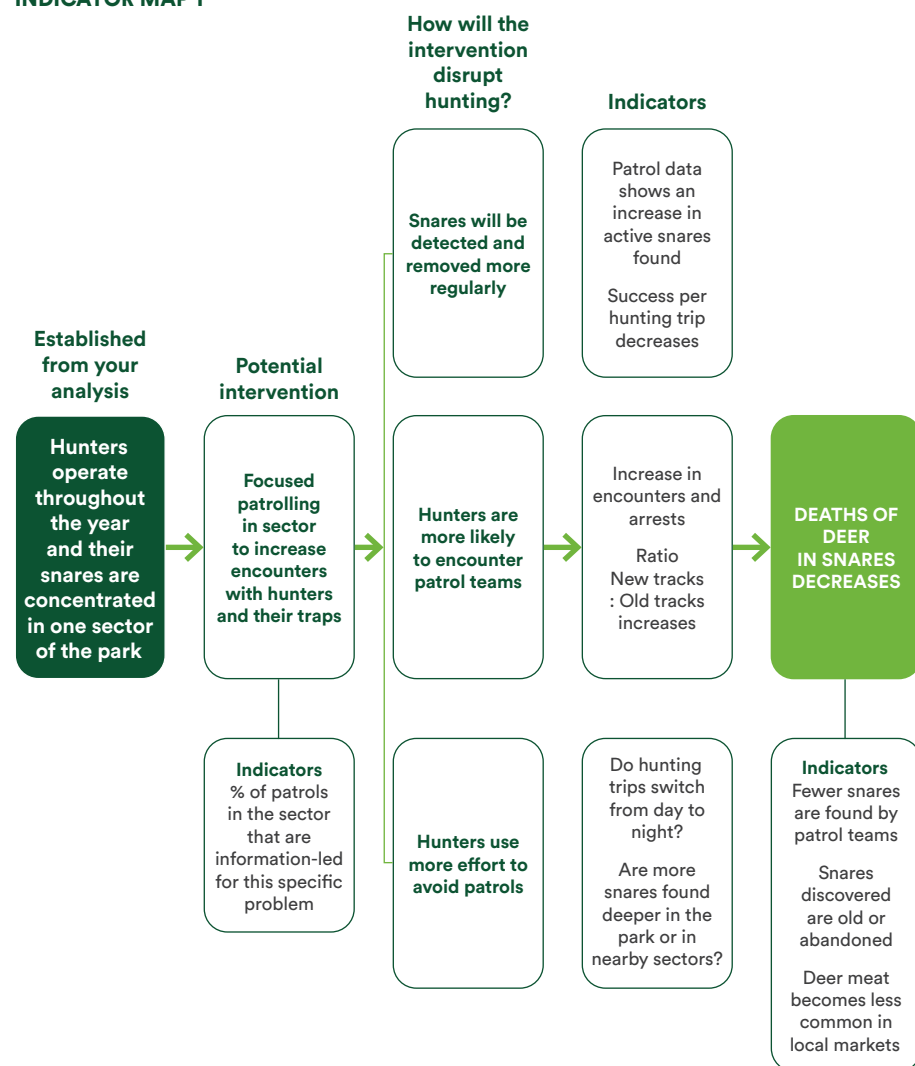 INDICATOR MAP 1
How will the
intervention
disrupt
hunting?
Indicators
Patrol data
shows an
increase in
active snares
found
Success per
hunting trip
decreases
Snares will be
detected and
removed more
regularly
Established
from your
analysis
Potential
intervention
Hunters
operate
throughout
the year
and their
snares are
concentrated
in one sector
of the park
Focused
patrolling
in sector
to increase
encounters
with hunters
and their traps
Hunters are
more likely
to encounter
patrol teams
Increase in
encounters and
arrests
Ratio
New tracks
: Old tracks
increases
DEATHS OF
DEER
IN SNARES
DECREASES
Indicators
% of patrols
in the sector
that are
information-led
for this specific
problem
Hunters use
more effort to
avoid patrols
Do hunting
trips switch
from day to
night?
Are more
snares found
deeper in the
park or in
nearby sectors?
Indicators
Fewer snares
are found by
patrol teams
Snares
discovered
are old or
abandoned
Deer meat
becomes less
common in
local markets